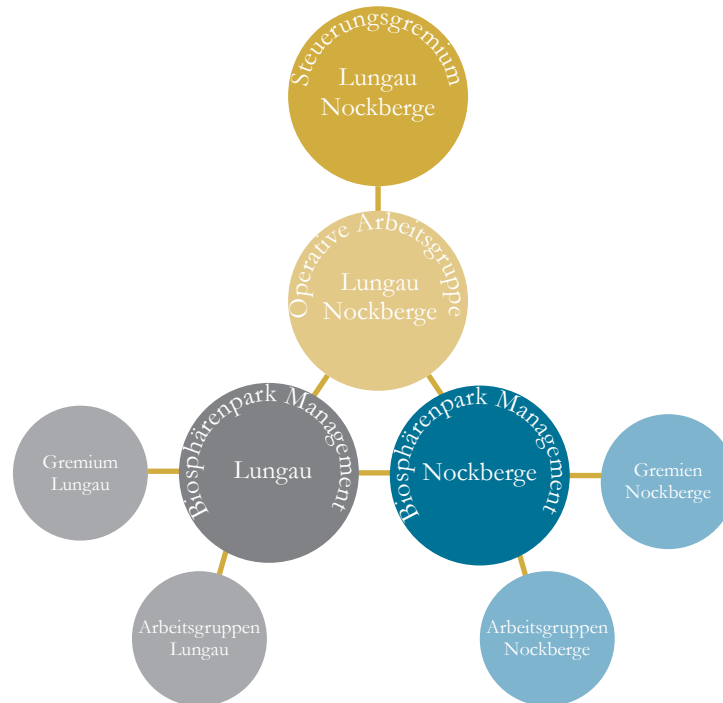 Steuerungsgremium
Lungau
Nockberge
Operative Arbeitsgruppe
Lungau
Nockberge
Biosphärenpark Management
Lungau
Biosphärenpark Management
Nockberge
Gremium
Lungau
Gremien
Nockberge
Arbeitsgruppen
Lungau
Arbeitsgruppen
Nockberge